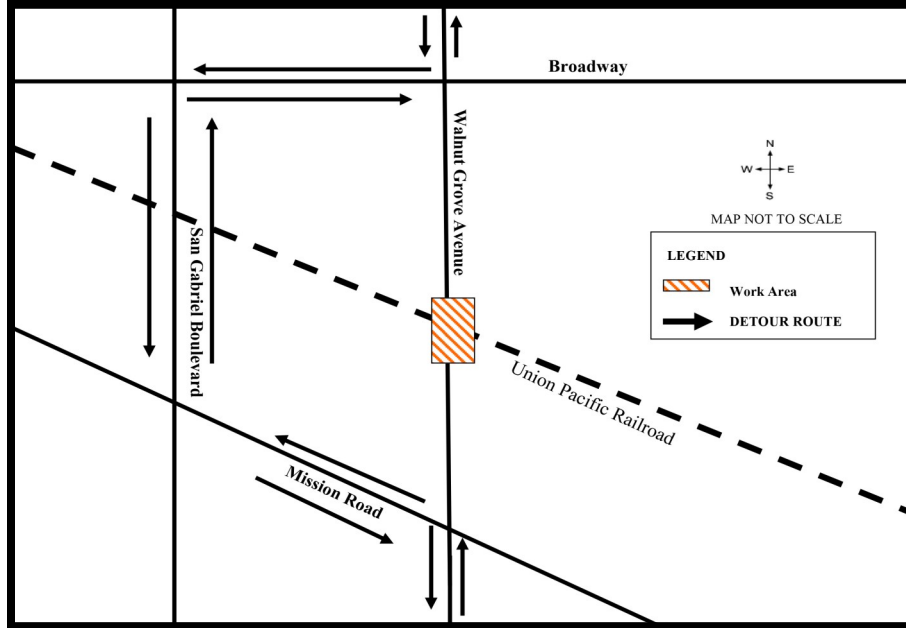 Broadway
Walnut Grove Avenue
N
W E
S
MAP NOT TO SCALE
LEGEND
Work Area
DETOUR ROUTE
San Gabriel Boulevard
Union Pacific Railroad
Mission Road